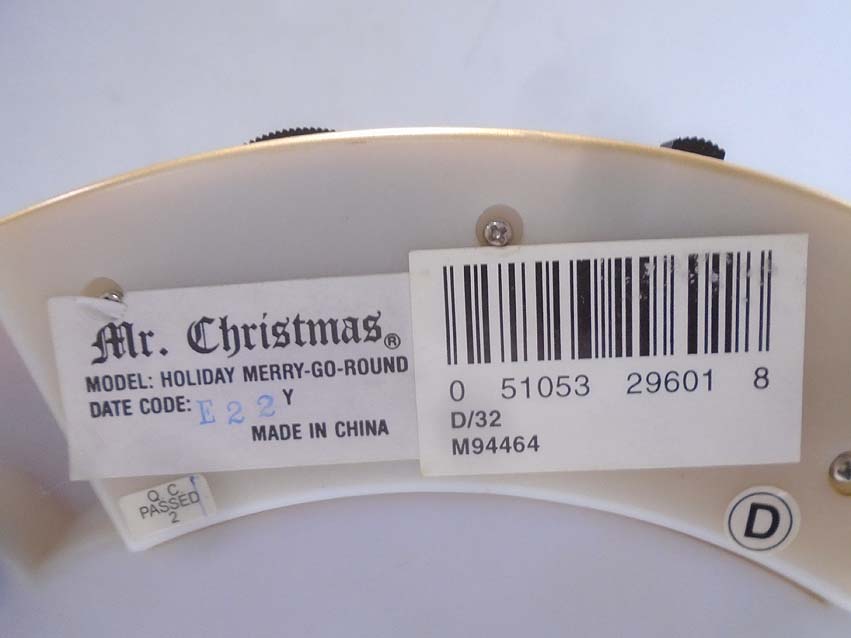 Mr. Christmas®
MODEL: HOLIDAY MERRY-GO-ROUND
DATE CODE: E22 Y
MADE IN CHINA
0 51053 29601 8
D/32
M94464
Q.C.
PASSED
2
D